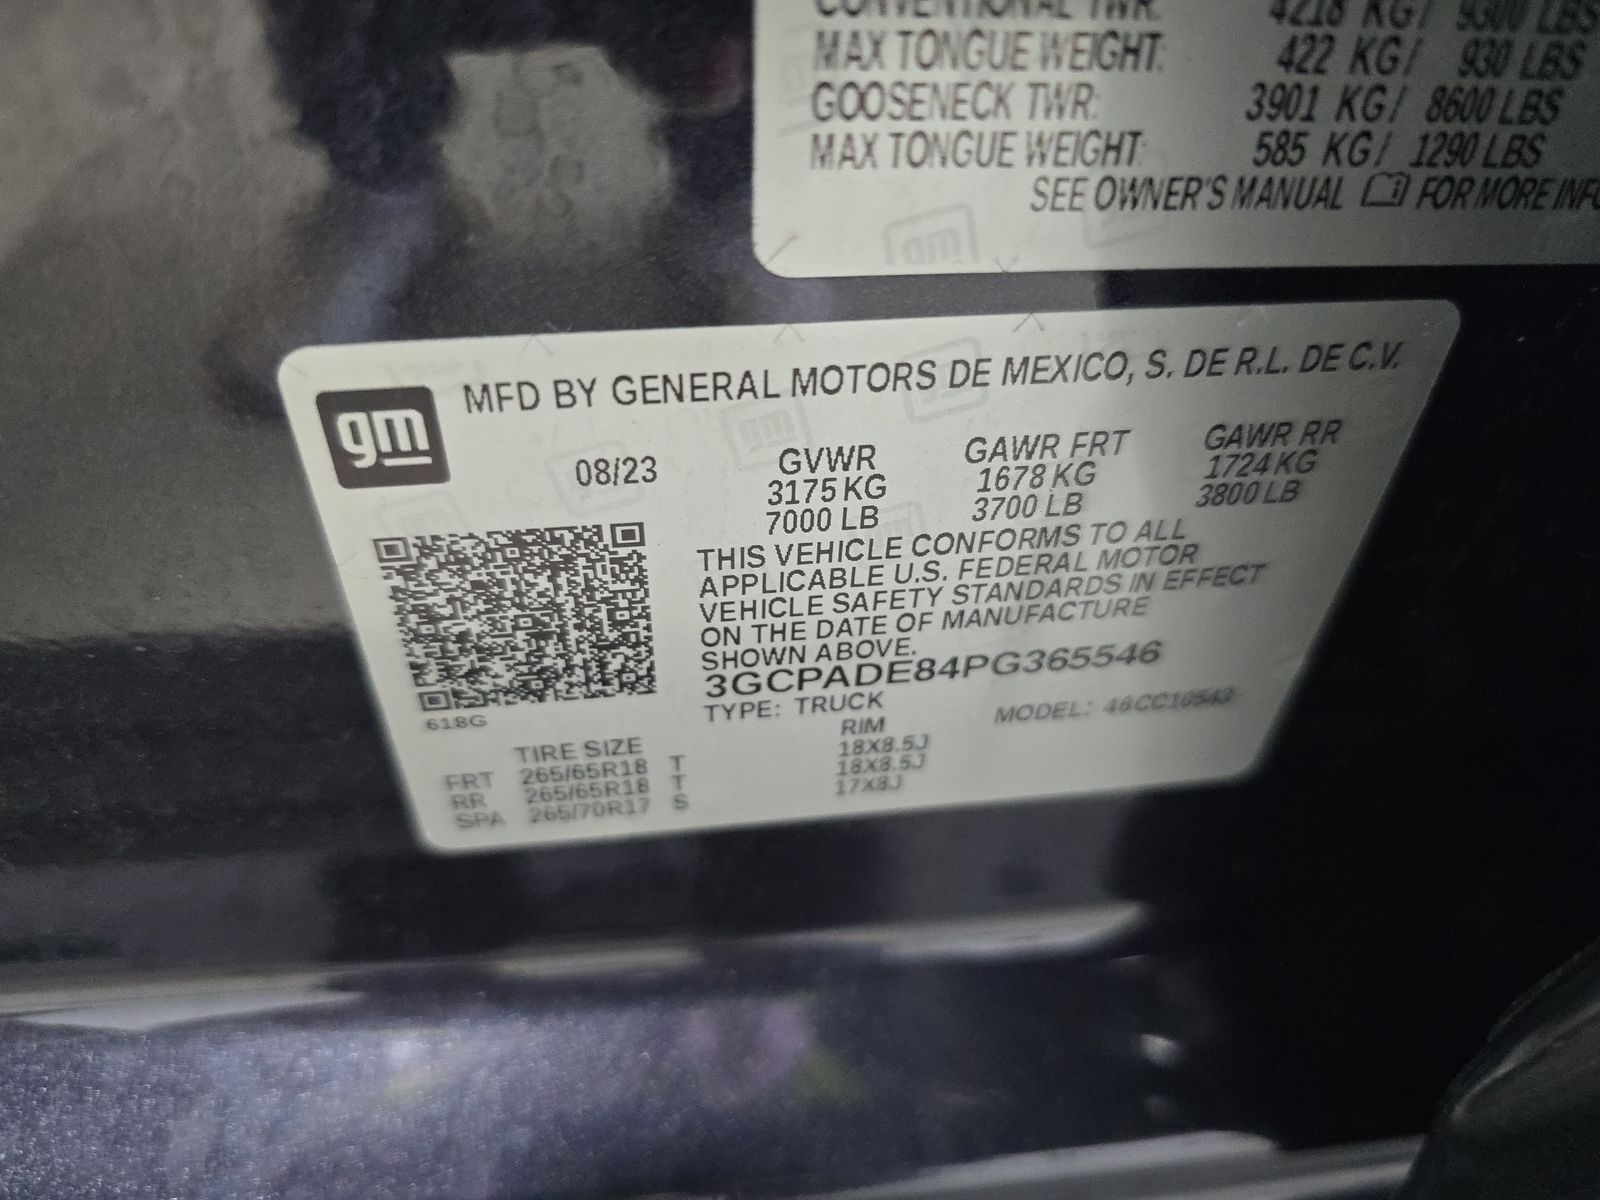 CONVENTIONAL TWR: 4218 KG/ 9300 LBS
MAX TONGUE WEIGHT: 422 KG/ 930 LBS
GOOSENECK TWR: 3901 KG/ 8600 LBS
MAX TONGUE WEIGHT: 585 KG/ 1290 LBS
SEE OWNER'S MANUAL FOR MORE INFO
gm
MFD BY GENERAL MOTORS DE MEXICO, S. DE R.L. DE C.V.
08/23 GVWR GAWR FRT GAWR RR
3175 KG 1678 KG 1724 KG
7000 LB 3700 LB 3800 LB
THIS VEHICLE CONFORMS TO ALL
APPLICABLE U.S. FEDERAL MOTOR
VEHICLE SAFETY STANDARDS IN EFFECT
ON THE DATE OF MANUFACTURE
SHOWN ABOVE.
3GCPADE84PG365546
618G TYPE: TRUCK MODEL: 46CC10543
TIRE SIZE RIM
FRT 265/65R18 T 18X8.5J
RR 265/65R18 T 18X8.5J
SPA 265/70R17 S 17X8J